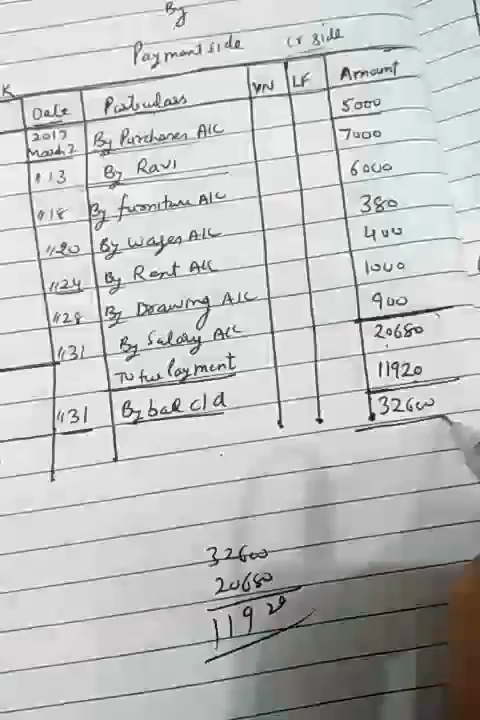 By
Payment side cr side
K
Date Particulars VN LF Amount
2017
March 2 By Purchases A/C 5000
"13 By Ravi 7000
"18 By furniture A/C 6000
"20 By wages A/C 380
"24 By Rent A/C 400
"28 By Drawing A/C 1000
"31 By Salary A/C 900
Payment 20680
"31 By bal c/d 11920
32600
32600
20680
11920